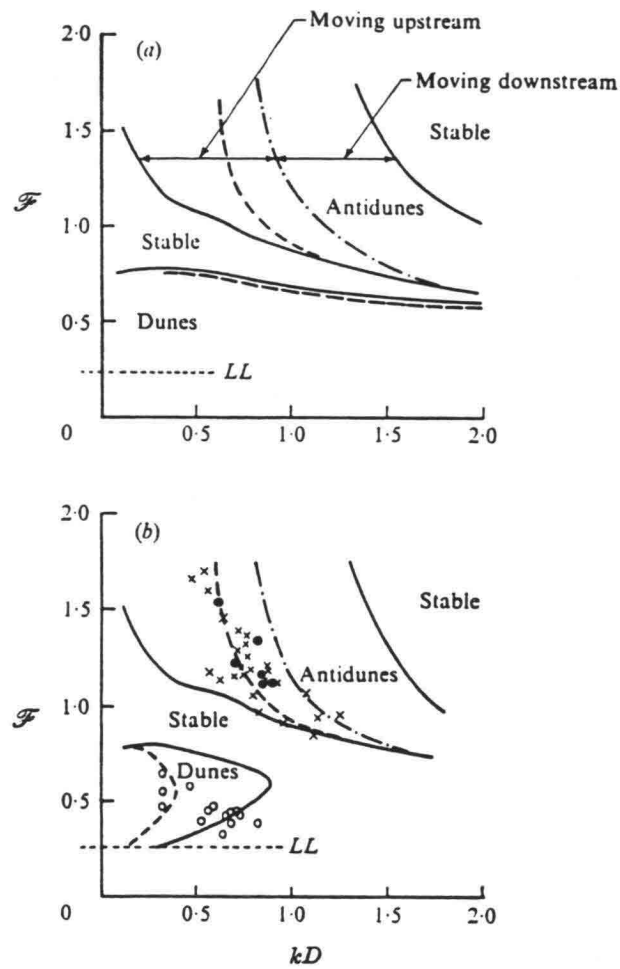 2·0
(a)
Moving upstream
Moving downstream
Stable
1·5
ℱ
1·0
Antidunes
Stable
0·5
Dunes
LL
0
0·5
1·0
1·5
2·0
2·0
(b)
1·5
Stable
ℱ
1·0
Antidunes
Stable
Dunes
0·5
LL
0
0·5
1·0
1·5
2·0
kD